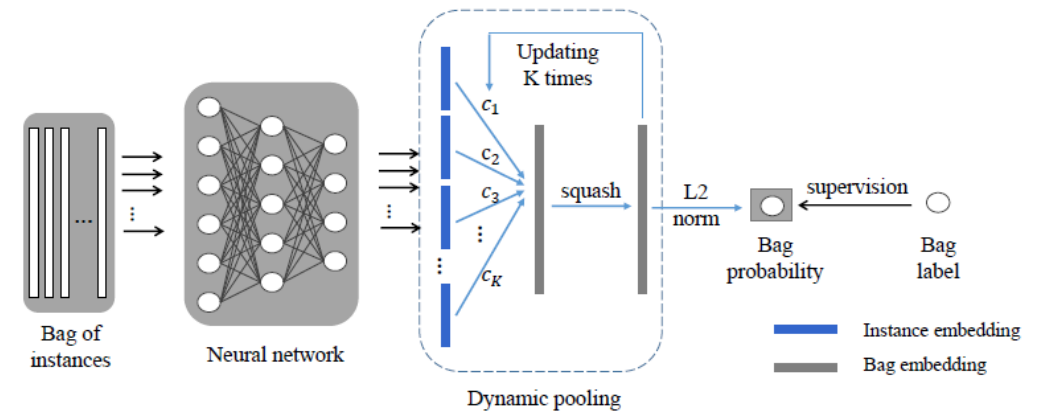 Bag of
instances
...
Neural network
...
...
Updating
K times
c1
c2
c3
...
cK
...
squash
L2
norm
Bag
probability
supervision
Bag
label
Instance embedding
Bag embedding
Dynamic pooling